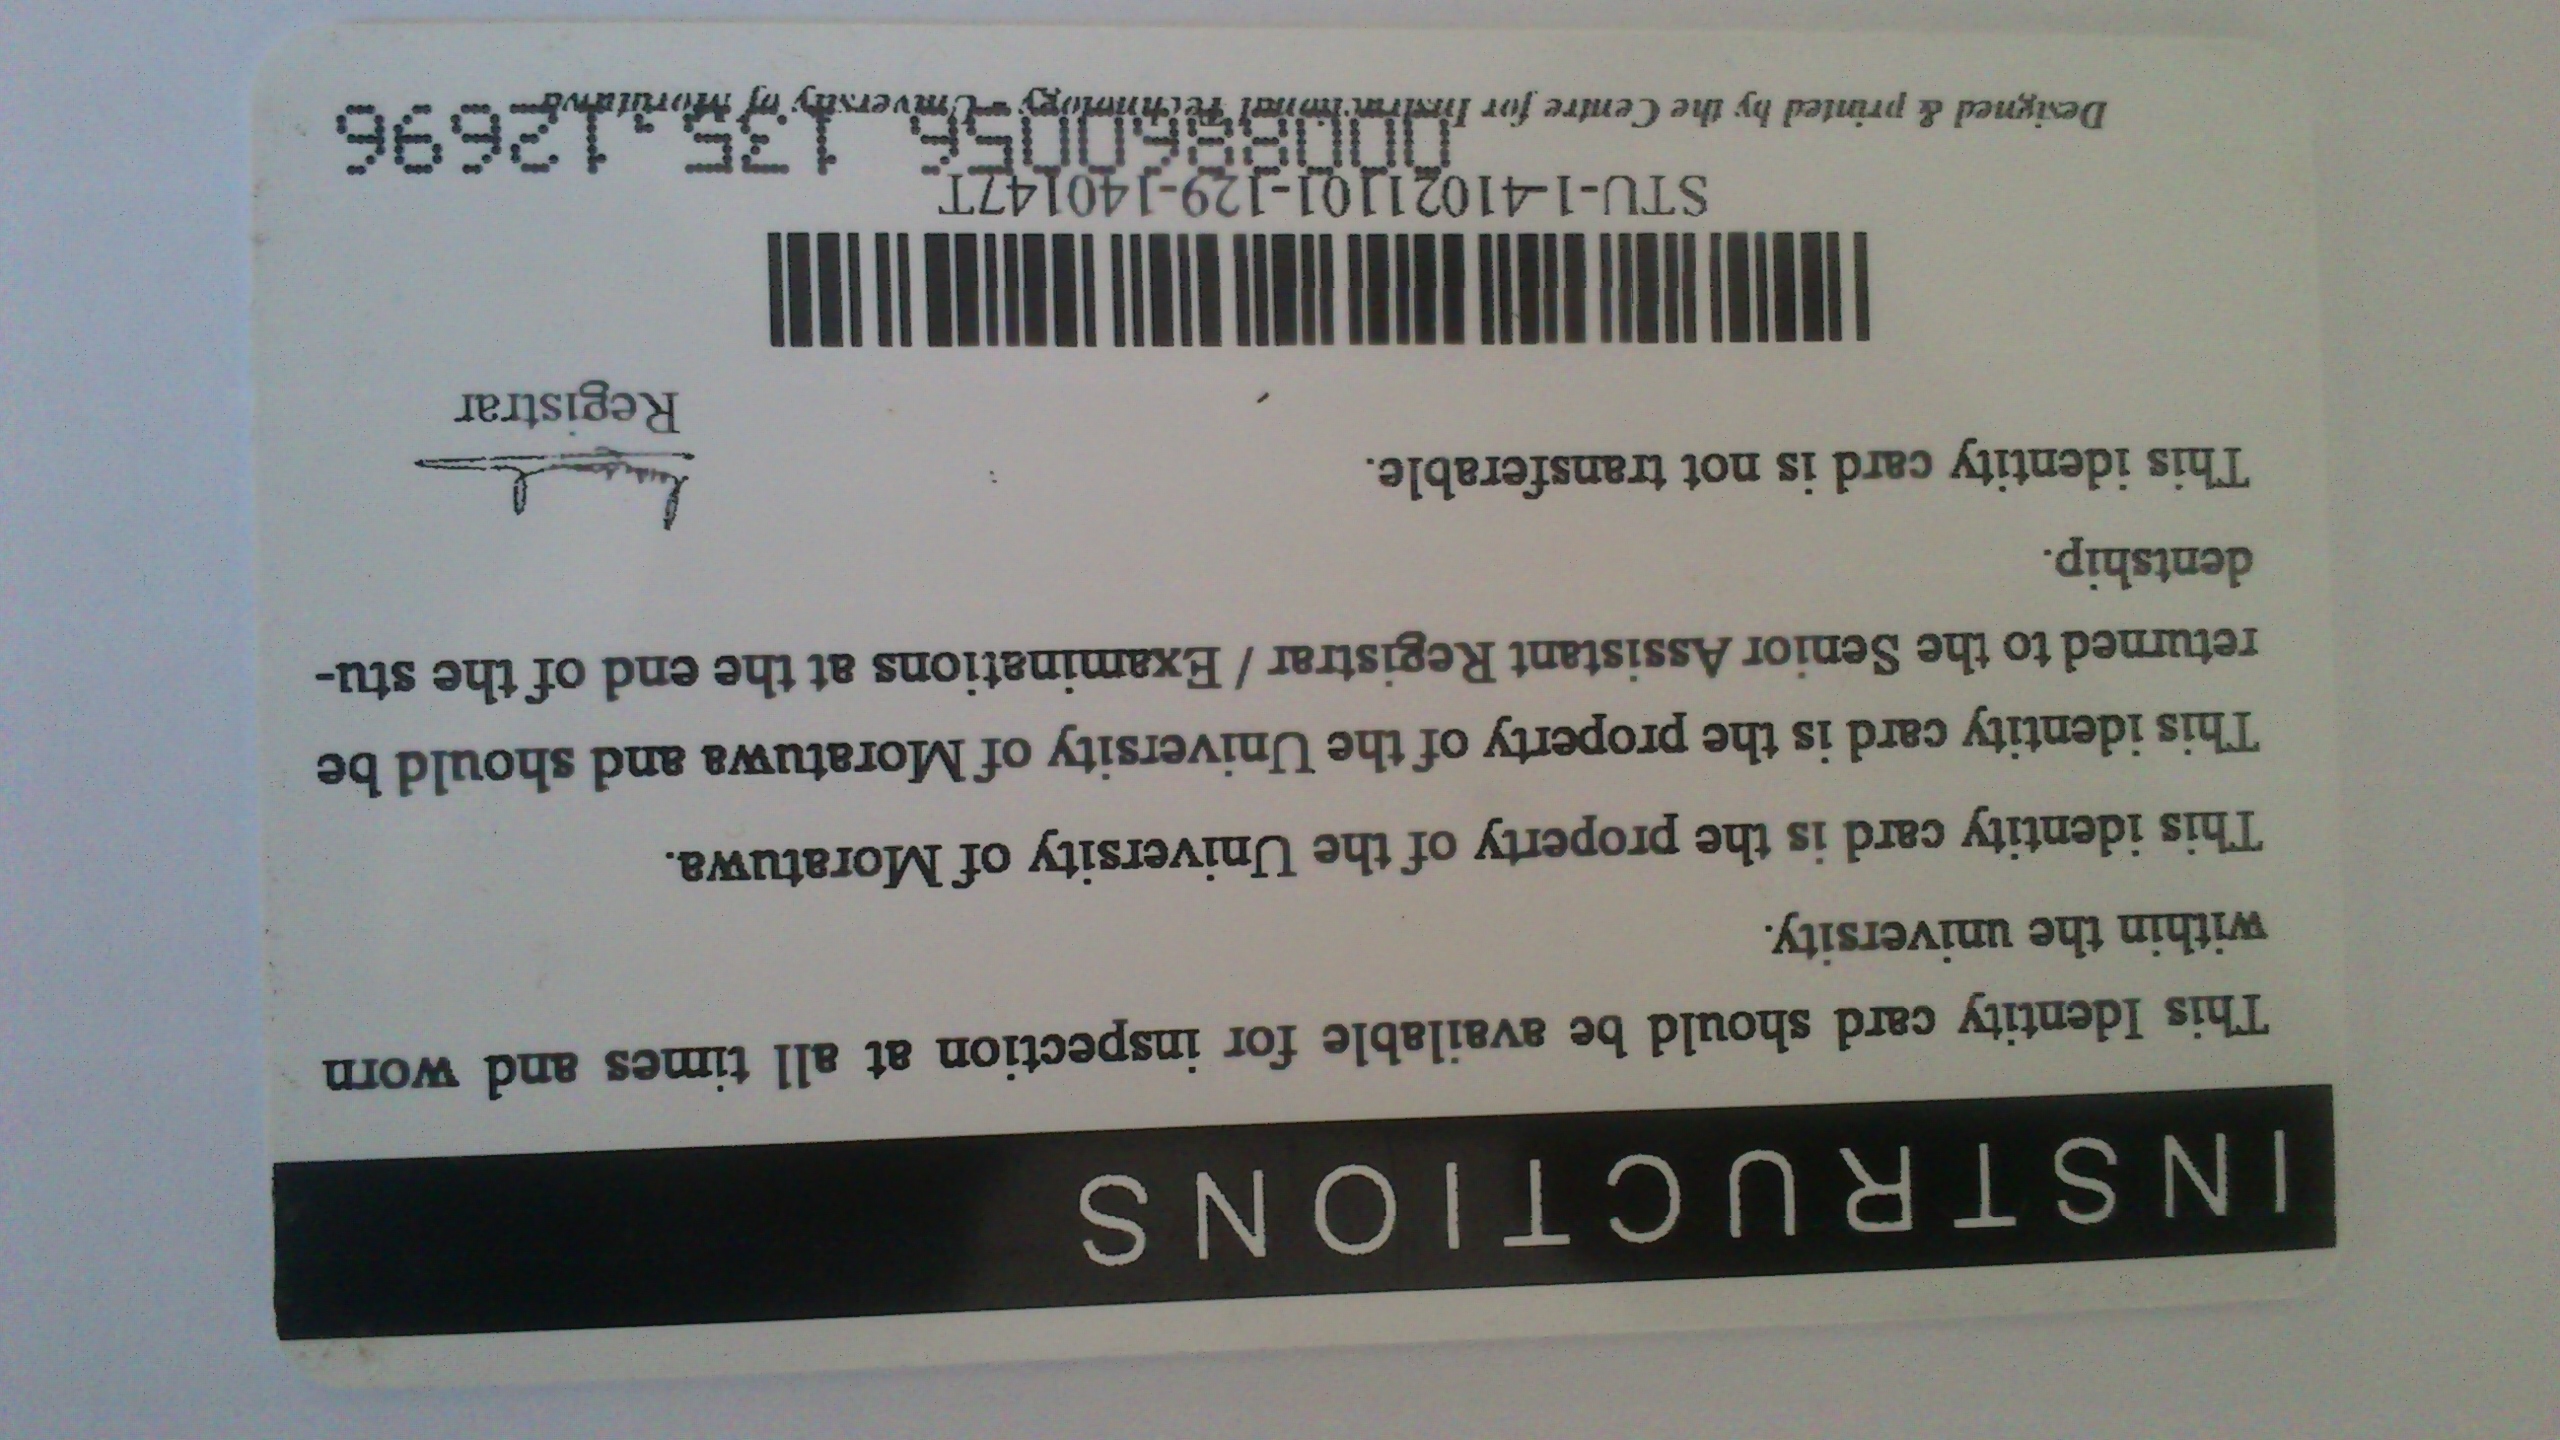 INSTRUCTIONS
This Identity card should be available for inspection at all times and worn
within the university.
This identity card is the property of the University of Moratuwa.
This identity card is the property of the University of Moratuwa and should be
returned to the Senior Assistant Registrar / Examinations at the end of the stu-
dentship.
This identity card is not transferable.
Registrar
STU-1-41021101-129-140147T
0008860056 135,12696
Designed & printed by the Centre for Instructional Technology - University of Moratuwa